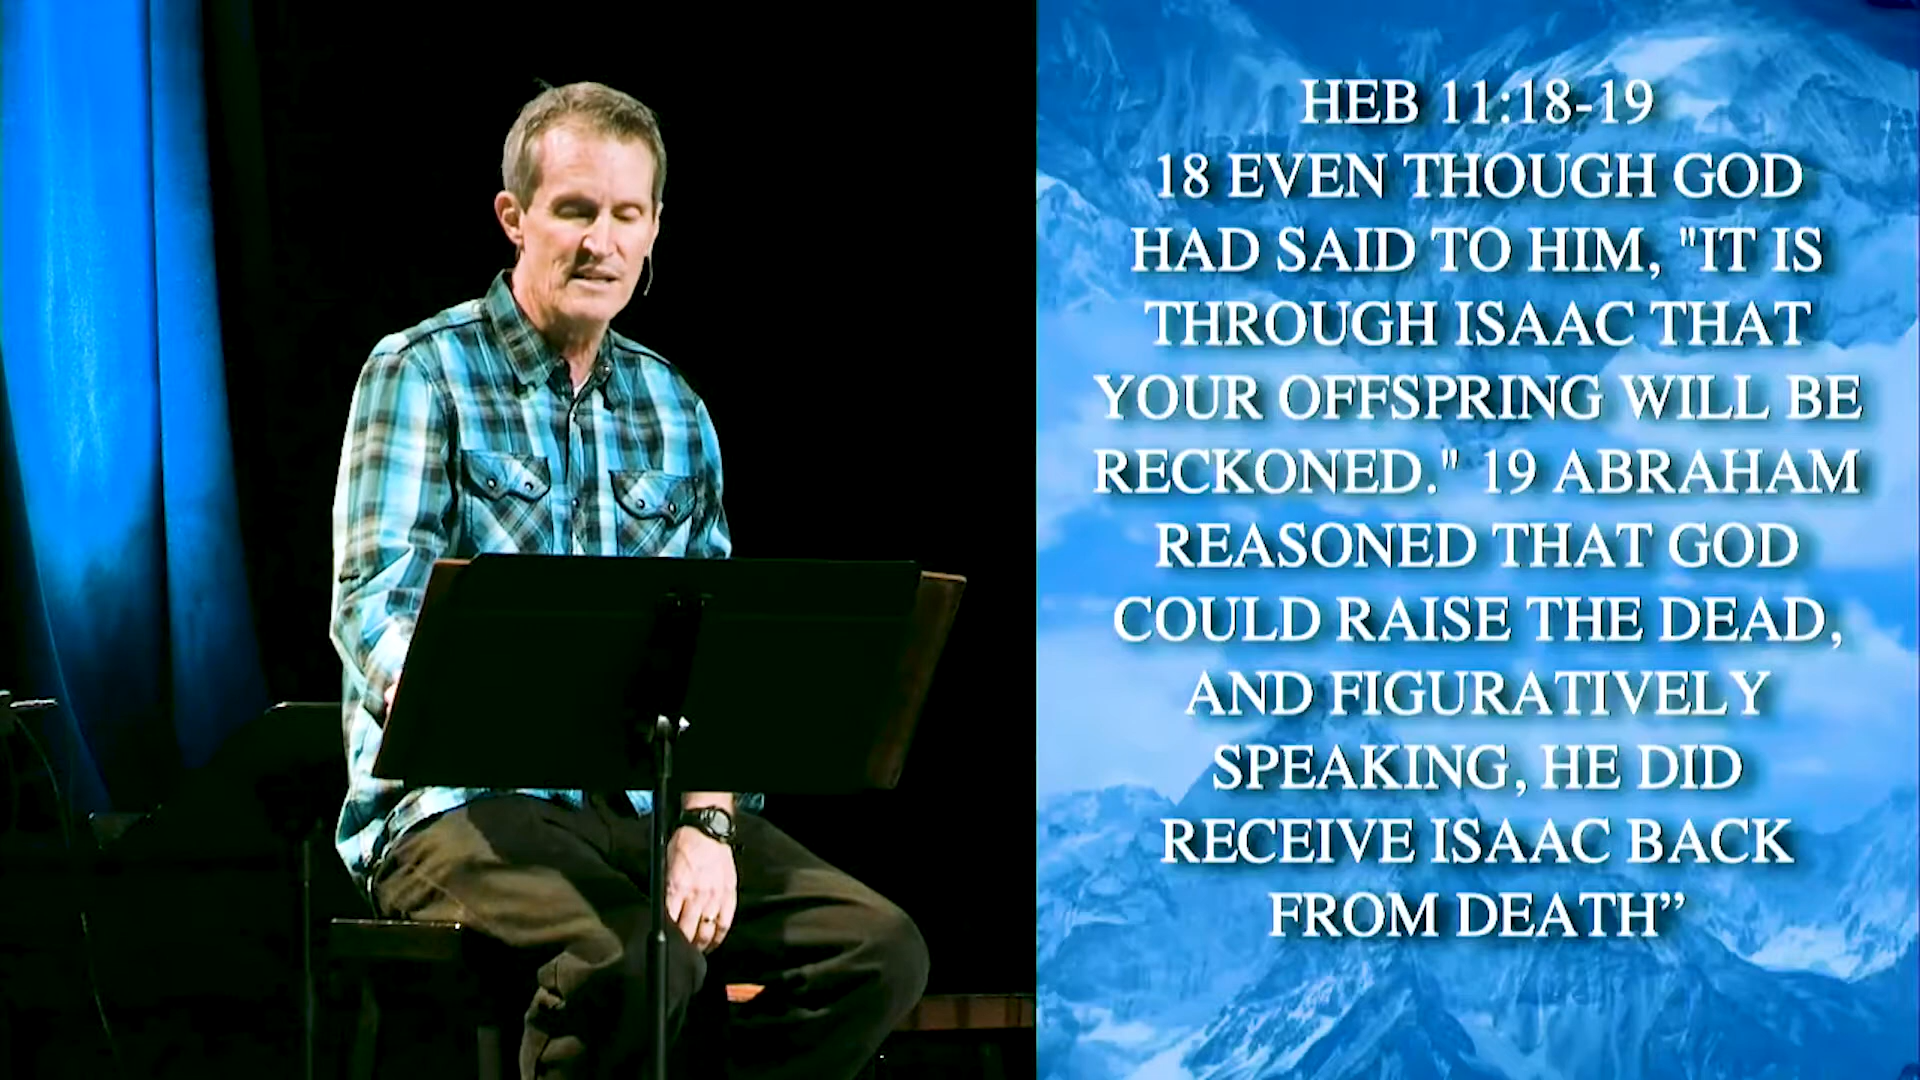 HEB 11:18-19
18 EVEN THOUGH GOD
HAD SAID TO HIM, "IT IS
THROUGH ISAAC THAT
YOUR OFFSPRING WILL BE
RECKONED." 19 ABRAHAM
REASONED THAT GOD
COULD RAISE THE DEAD,
AND FIGURATIVELY
SPEAKING, HE DID
RECEIVE ISAAC BACK
FROM DEATH”